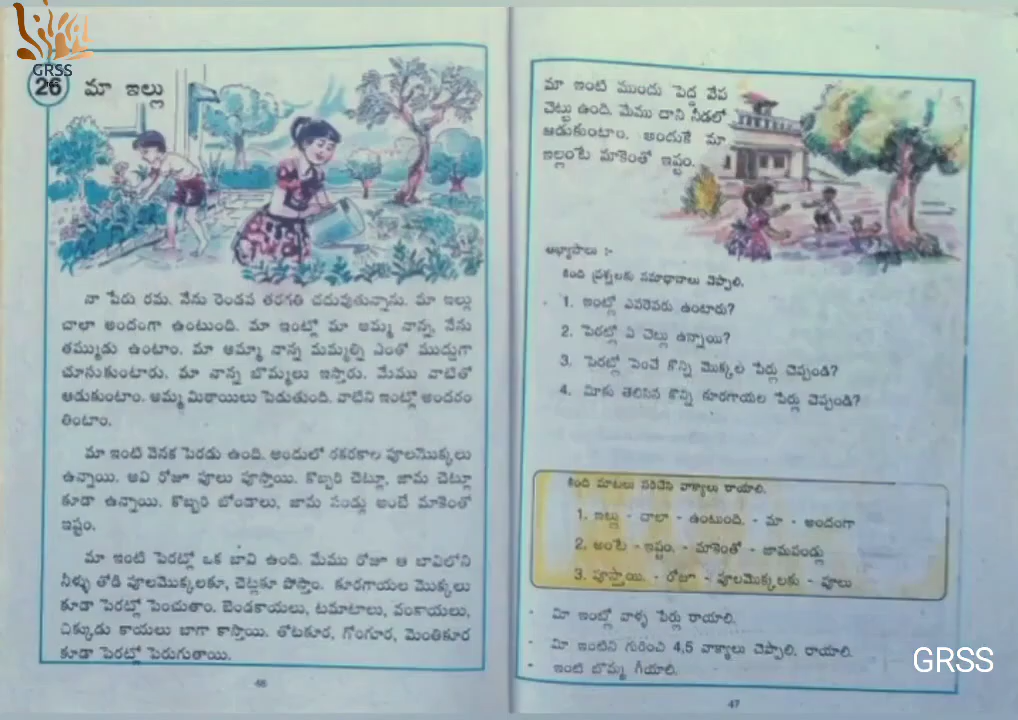 GRSS
26 మా ఇల్లు
నా పేరు రమ. నేను రెండవ తరగతి చదువుతున్నాను. మా ఇల్లు
చాలా అందంగా ఉంటుంది. మా ఇంట్లో మా అమ్మ నాన్న, నేను
తమ్ముడు ఉంటాం. మా అమ్మా నాన్న మమ్మల్ని ఎంతో ముద్దుగా
చూసుకుంటారు. మా నాన్న బొమ్మలు ఇస్తారు. మేము వాటితో
ఆడుకుంటాం. అమ్మ మిఠాయిలు పెడుతుంది. వాటిని ఇంట్లో అందరం
తింటాం.
మా ఇంటి వెనక పెరడు ఉంది. అందులో రకరకాల పూలమొక్కలు
ఉన్నాయి. అవి రోజూ పూలు పూస్తాయి. కొబ్బరి చెట్లూ, జామ చెట్లూ
కూడా ఉన్నాయి. కొబ్బరి బోండాలు, జామ పండ్లు అంటే మాకెంతో
ఇష్టం.
మా ఇంటి పెరట్లో ఒక బావి ఉంది. మేము రోజూ ఆ బావిలోని
నీళ్ళు తోడి పూలమొక్కలకూ, చెట్లకూ పోస్తాం. కూరగాయల మొక్కలు
కూడా పెరట్లో పెంచుతాం. బెండకాయలు, టమాటాలు, వంకాయలు,
చిక్కుడు కాయలు బాగా కాస్తాయి. తోటకూర, గోంగూర, మెంతికూర
కూడా పెరట్లో పెరుగుతాయి.
46
మా ఇంటి ముందు పెద్ద వేప
చెట్టు ఉంది. మేము దాని నీడలో
ఆడుకుంటాం. అందుకే మా
ఇల్లంటే మాకెంతో ఇష్టం.
అభ్యాసాలు :-
కింది ప్రశ్నలకు సమాధానాలు చెప్పాలి.
1. ఇంట్లో ఎవరెవరు ఉంటారు?
2. పెరట్లో ఏ చెట్లు ఉన్నాయి?
3. పెరట్లో పెంచే కొన్ని మొక్కల పేర్లు చెప్పండి?
4. మీకు తెలిసిన కొన్ని కూరగాయల పేర్లు చెప్పండి?
కింది మాటలు సరిచేసి వాక్యాలు రాయాలి.
1. ఇల్లు - చాలా - ఉంటుంది. - మా - అందంగా
2. అంటే - ఇష్టం. - మాకెంతో - జామపండ్లు
3. పూస్తాయి. - రోజూ - పూలమొక్కలకు - పూలు
- మీ ఇంట్లో వాళ్ళ పేర్లు రాయాలి.
- మీ ఇంటిని గురించి 4,5 వాక్యాలు చెప్పాలి. రాయాలి.
- ఇంటి బొమ్మ గీయాలి.
GRSS
47